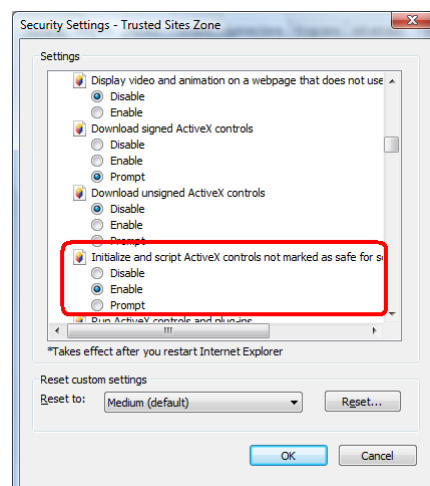 Security Settings - Trusted Sites Zone
Settings
Display video and animation on a webpage that does not use
Disable
Enable
Download signed ActiveX controls
Disable
Enable
Prompt
Download unsigned ActiveX controls
Disable
Enable
Prompt
Initialize and script ActiveX controls not marked as safe for s
Disable
Enable
Prompt
Run ActiveX controls and plug-ins
*Takes effect after you restart Internet Explorer
Reset custom settings
Reset to:
Medium (default)
Reset...
OK
Cancel